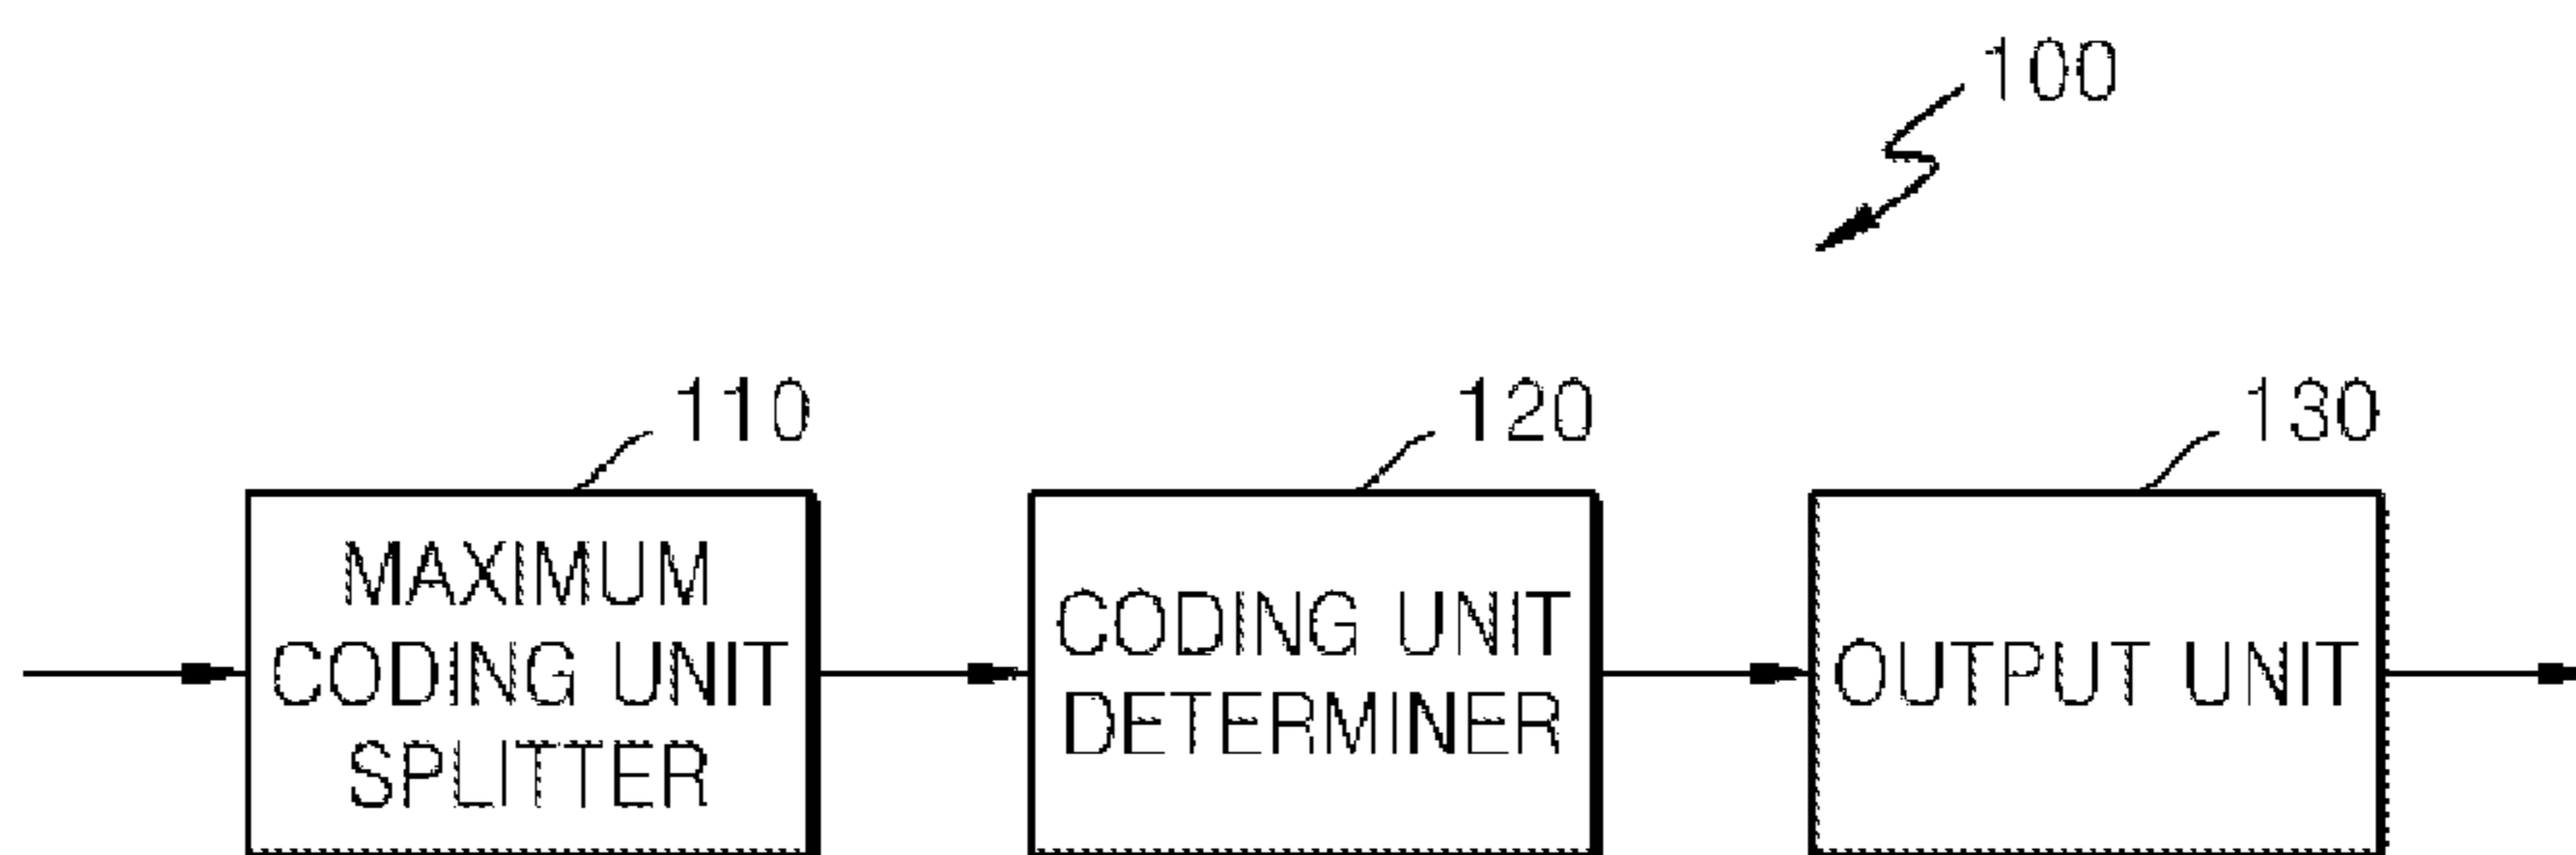 100
110
120
130
MAXIMUM
CODING UNIT
SPLITTER
CODING UNIT
DETERMINER
OUTPUT UNIT